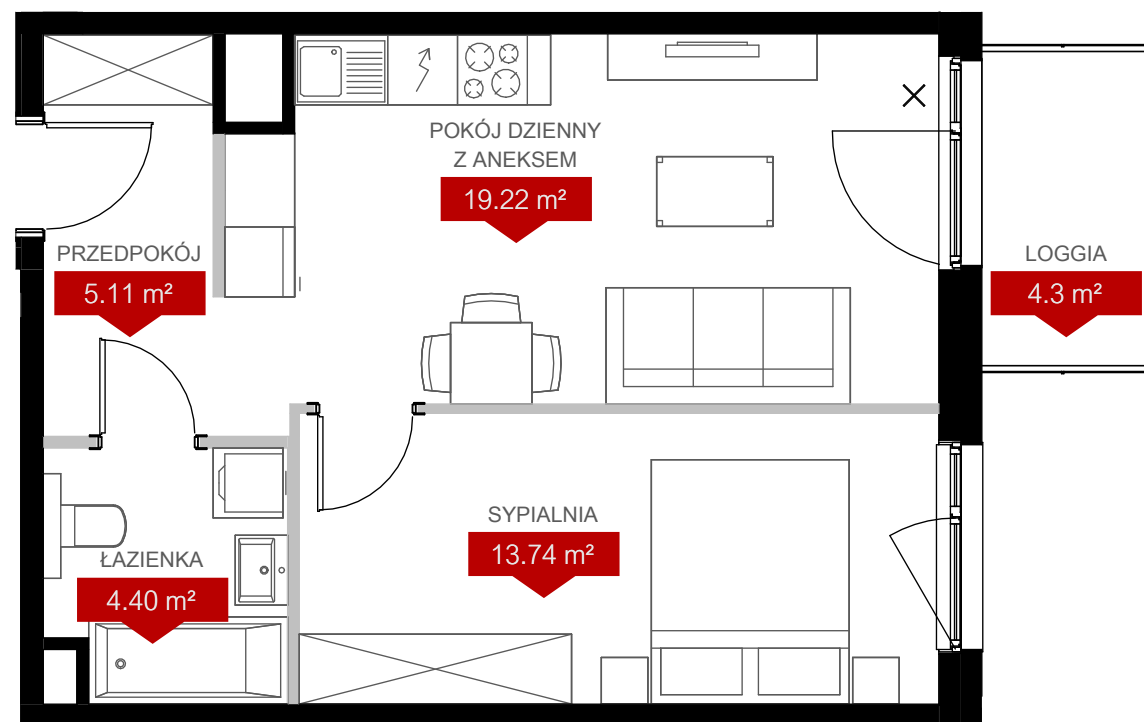 POKÓJ DZIENNY
Z ANEKSEM
19.22 m²
PRZEDPOKÓJ
5.11 m²
LOGGIA
4.3 m²
SYPIALNIA
13.74 m²
ŁAZIENKA
4.40 m²